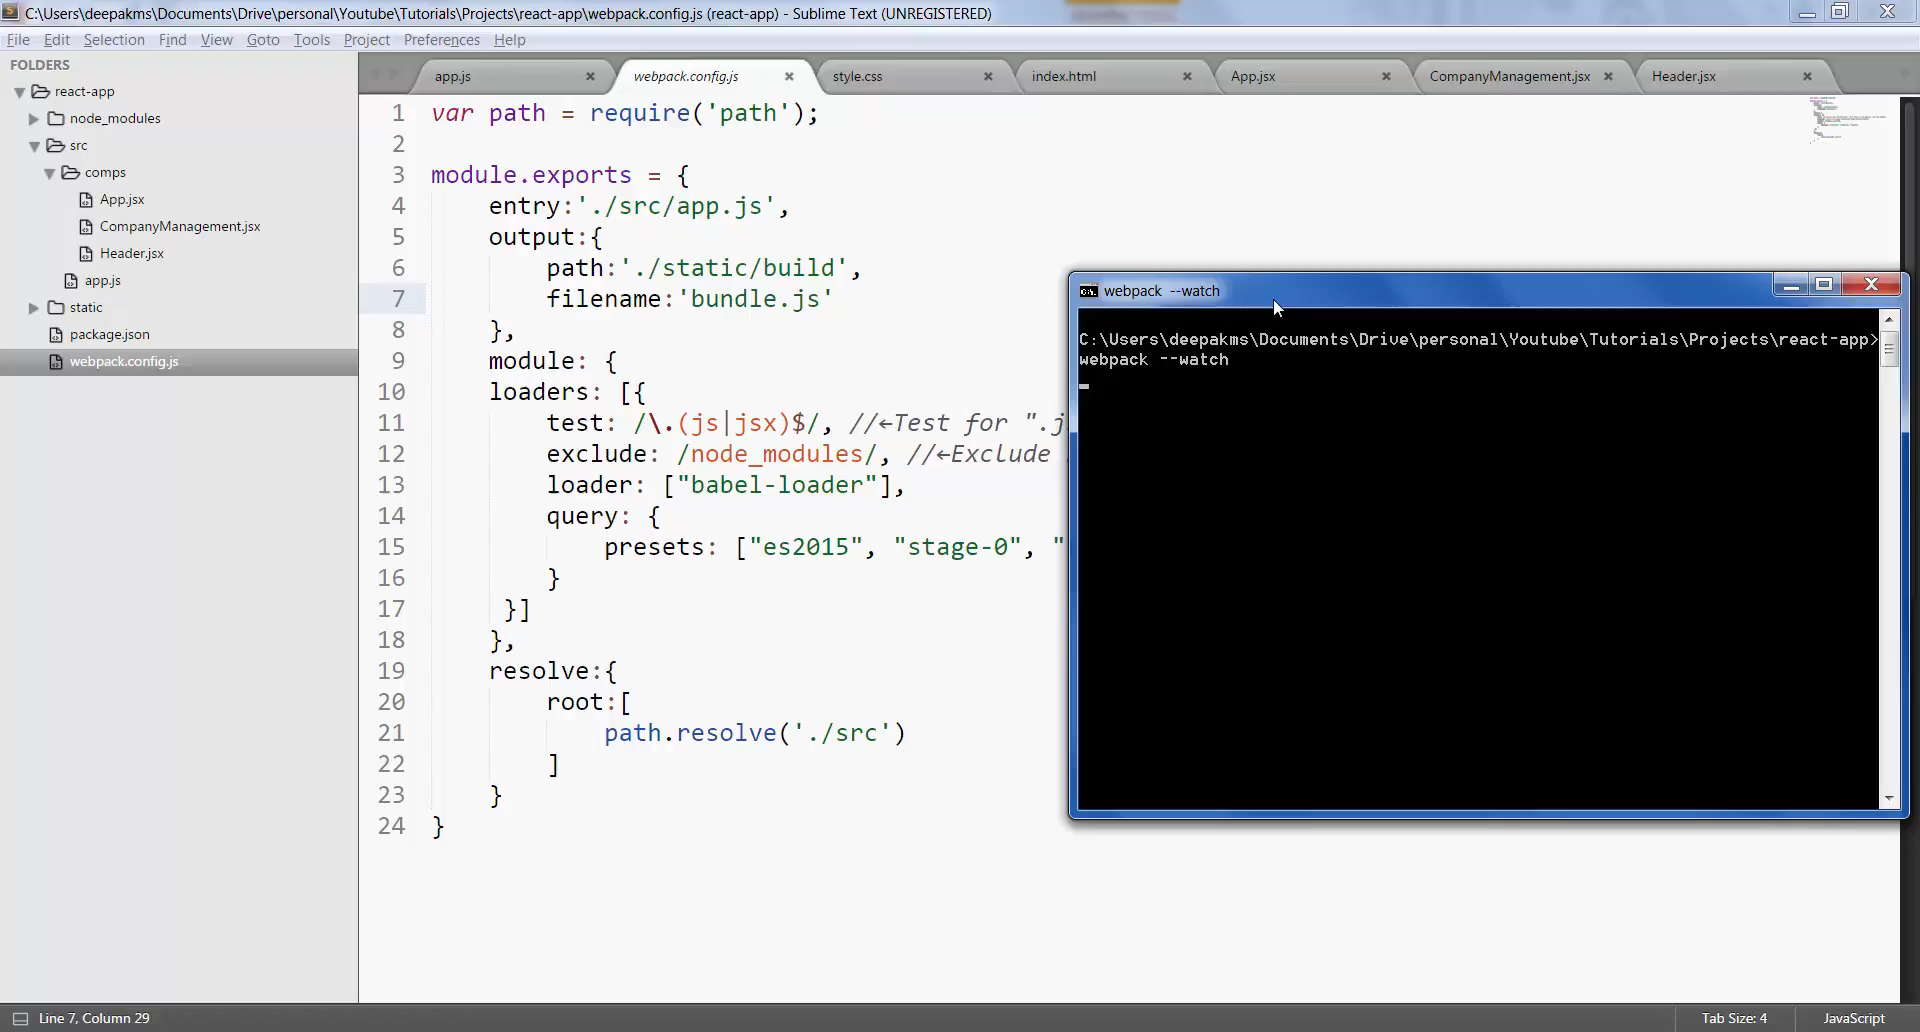 C:\Users\deepakms\Documents\Drive\personal\Youtube\Tutorials\Projects\react-app\webpack.config.js (react-app) - Sublime Text (UNREGISTERED)
File Edit Selection Find View Goto Tools Project Preferences Help
FOLDERS
react-app
node_modules
src
comps
App.jsx
CompanyManagement.jsx
Header.jsx
app.js
static
package.json
webpack.config.js
app.js webpack.config.js style.css index.html App.jsx CompanyManagement.jsx Header.jsx
1 var path = require('path');
2
3 module.exports = {
4 entry:'./src/app.js',
5 output:{
6 path:'./static/build',
7 filename:'bundle.js'
8 },
9 module: {
10 loaders: [{
11 test: /\.(js|jsx)$/, //←Test for ".j
12 exclude: /node_modules/, //←Exclude
13 loader: ["babel-loader"],
14 query: {
15 presets: ["es2015", "stage-0", "
16 }
17 }]
18 },
19 resolve:{
20 root:[
21 path.resolve('./src')
22 ]
23 }
24 }
webpack --watch
C:\Users\deepakms\Documents\Drive\personal\Youtube\Tutorials\Projects\react-app>
webpack --watch
Line 7, Column 29
Tab Size: 4
JavaScript